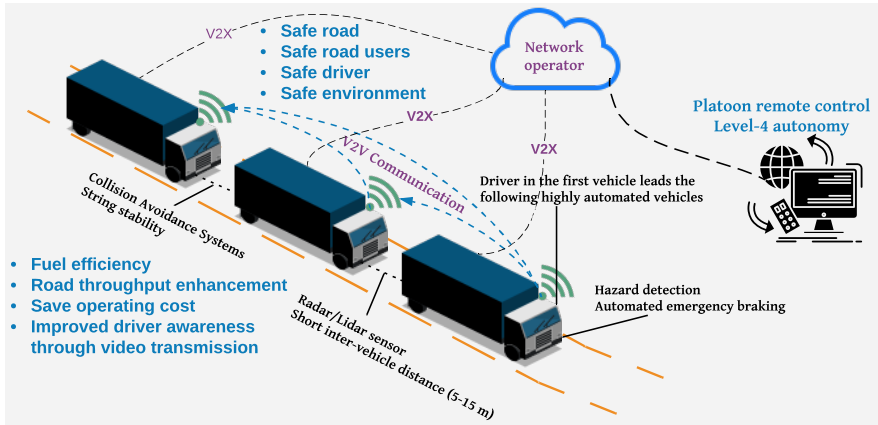 V2X
• Safe road
• Safe road users
• Safe driver
• Safe environment
Network
operator
Platoon remote control
Level-4 autonomy
V2X
V2X
V2V Communication
Driver in the first vehicle leads the
following/highly automated vehicles
Collision Avoidance Systems
String stability
• Fuel efficiency
• Road throughput enhancement
• Save operating cost
• Improved driver awareness
through video transmission
Radar/Lidar sensor
Short inter-vehicle distance (5-15 m)
Hazard detection
Automated emergency braking